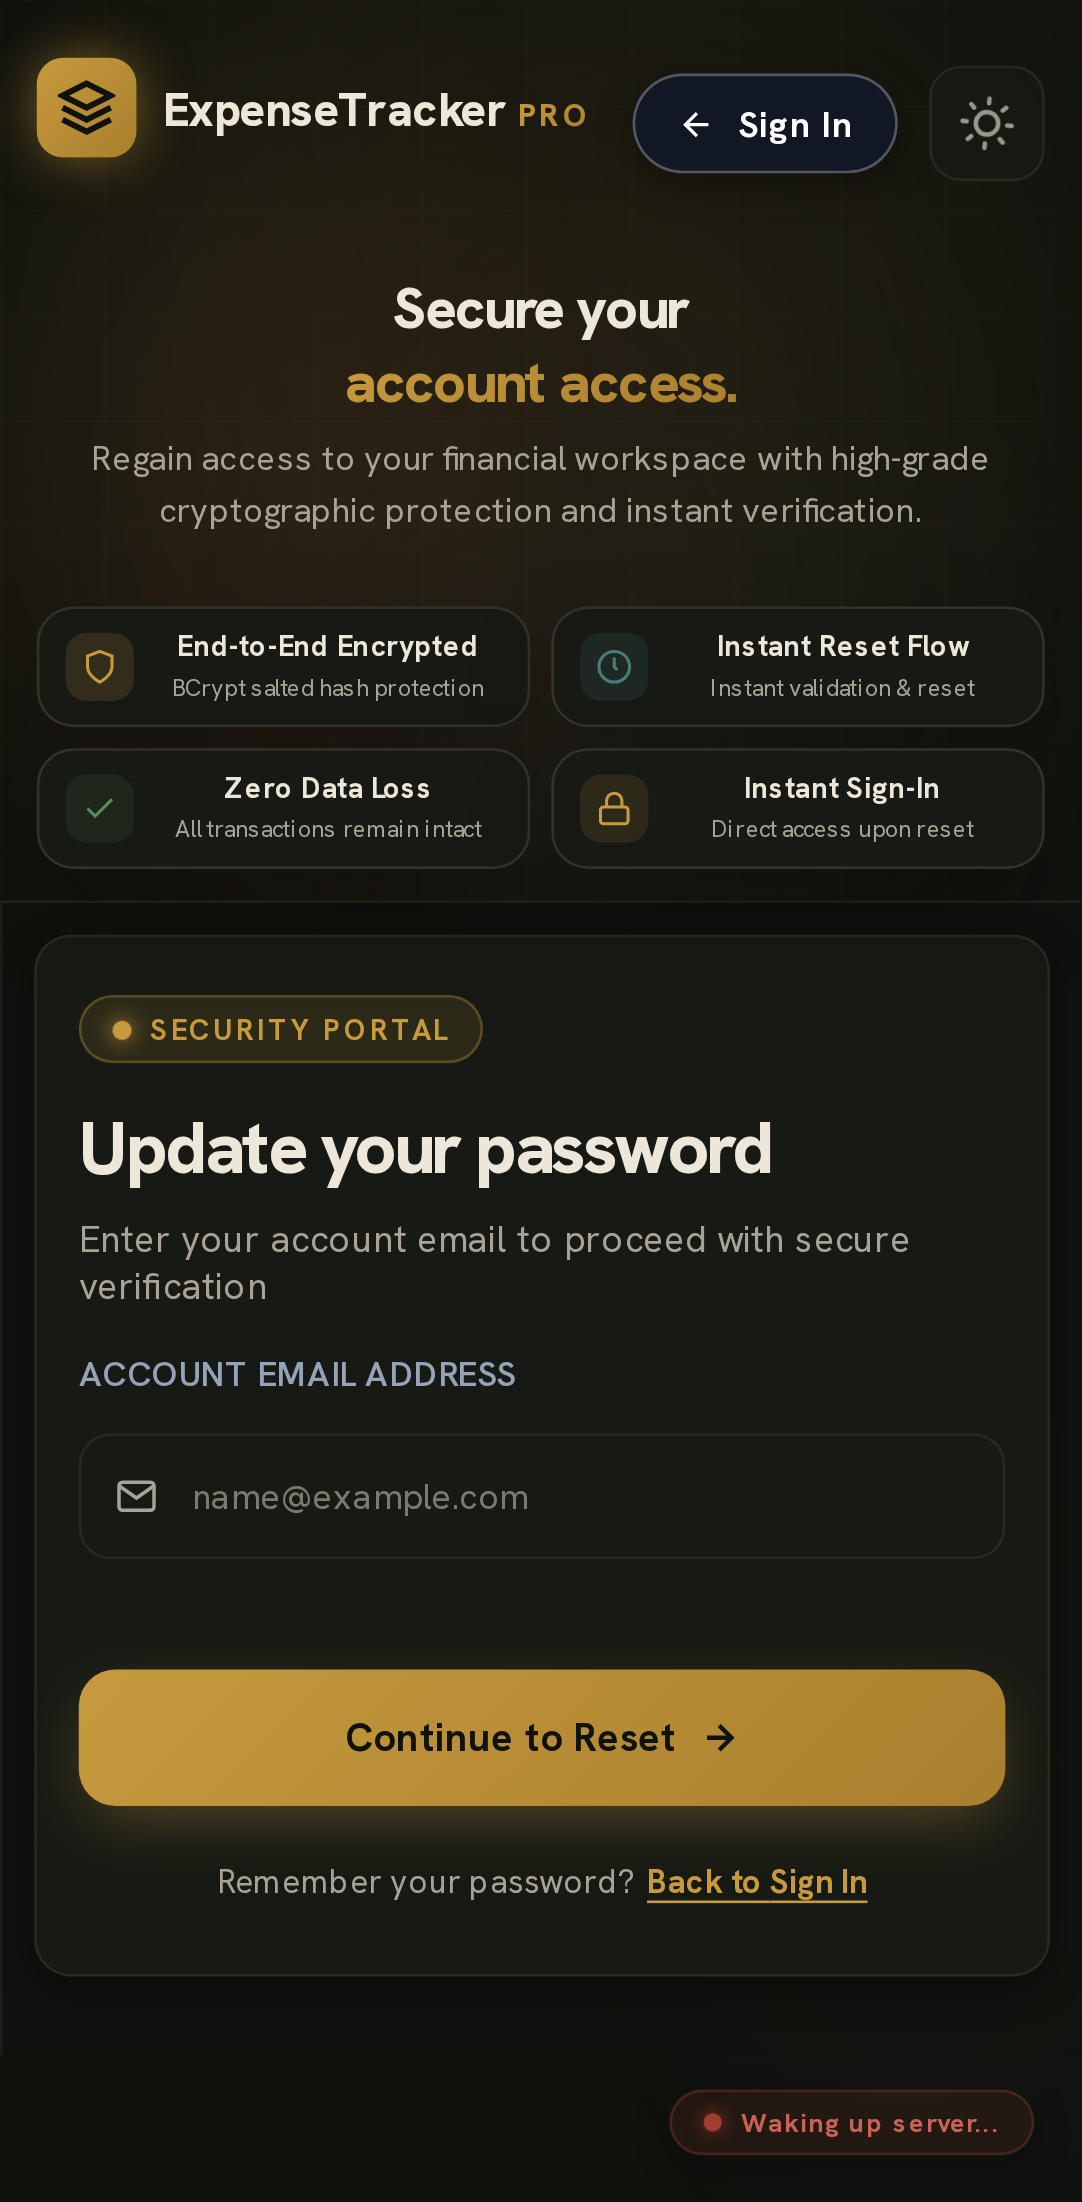 ExpenseTracker PRO
← Sign In
Secure your
account access.
Regain access to your financial workspace with high-grade
cryptographic protection and instant verification.
End-to-End Encrypted
BCrypt salted hash protection
Instant Reset Flow
Instant validation & reset
Zero Data Loss
All transactions remain intact
Instant Sign-In
Direct access upon reset
SECURITY PORTAL
Update your password
Enter your account email to proceed with secure
verification
ACCOUNT EMAIL ADDRESS
name@example.com
Continue to Reset →
Remember your password? Back to Sign In
Waking up server...